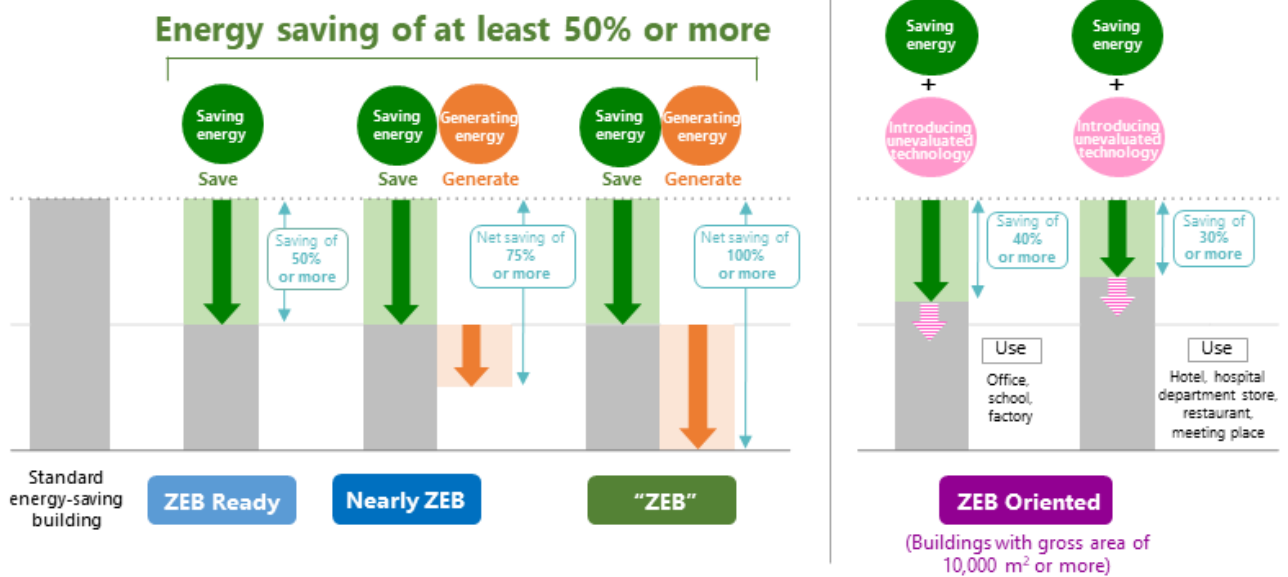 Energy saving of at least 50% or more
Saving
energy
Save
Saving
energy
Save
Generating
energy
Generate
Saving
energy
Save
Generating
energy
Generate
Saving of
50%
or more
Net saving of
75%
or more
Net saving of
100%
or more
Standard
energy-saving
building
ZEB Ready
Nearly ZEB
“ZEB”
Saving
energy
+
Introducing
unevaluated
technology
Saving
energy
+
Introducing
unevaluated
technology
Saving of
40%
or more
Saving of
30%
or more
Use
Office,
school,
factory
Use
Hotel, hospital
department store,
restaurant,
meeting place
ZEB Oriented
(Buildings with gross area of
10,000 m² or more)